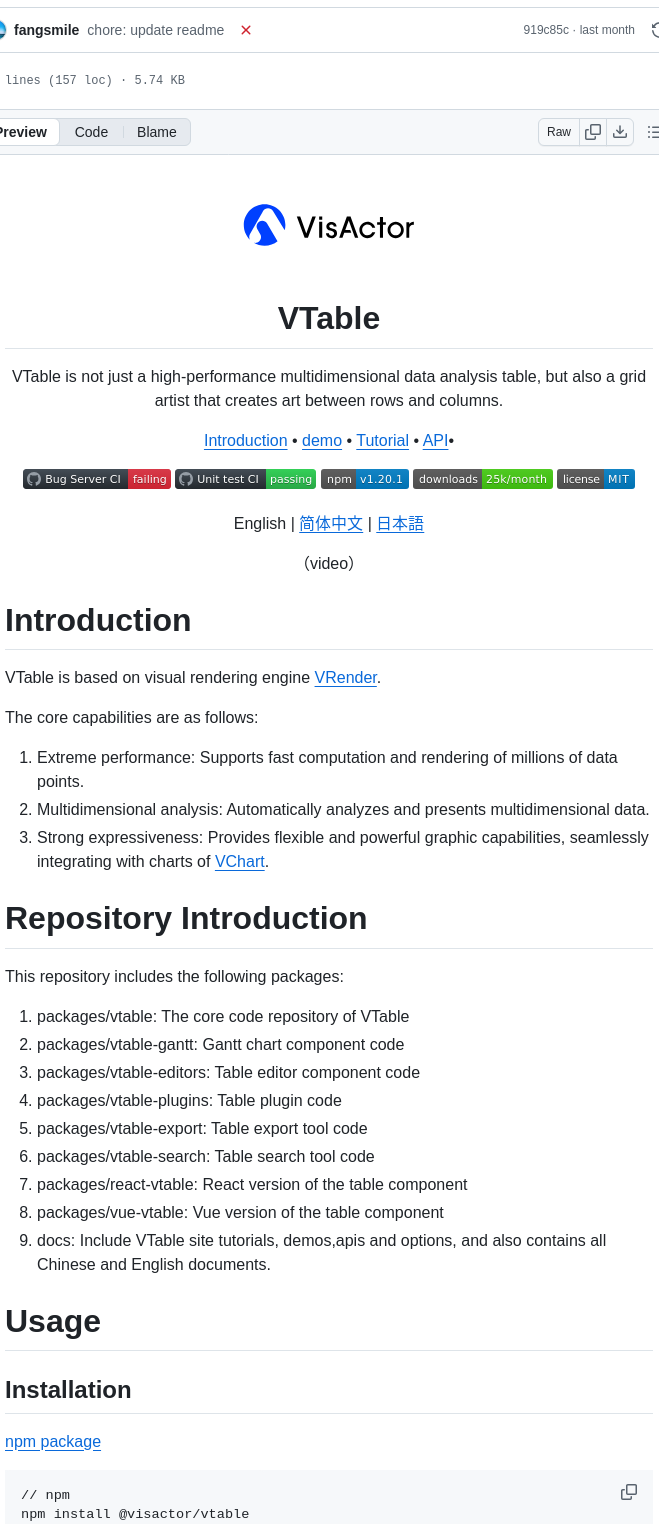 fangsmile chore: update readme 919c85c · last month
lines (157 loc) · 5.74 KB
Preview Code Blame Raw
VisActor
VTable
VTable is not just a high-performance multidimensional data analysis table, but also a grid
artist that creates art between rows and columns.
Introduction • demo • Tutorial • API•
Bug Server CI failing Unit test CI passing npm v1.20.1 downloads 25k/month license MIT
English | 简体中文 | 日本語
（video）
Introduction
VTable is based on visual rendering engine VRender.
The core capabilities are as follows:
1. Extreme performance: Supports fast computation and rendering of millions of data
points.
2. Multidimensional analysis: Automatically analyzes and presents multidimensional data.
3. Strong expressiveness: Provides flexible and powerful graphic capabilities, seamlessly
integrating with charts of VChart.
Repository Introduction
This repository includes the following packages:
1. packages/vtable: The core code repository of VTable
2. packages/vtable-gantt: Gantt chart component code
3. packages/vtable-editors: Table editor component code
4. packages/vtable-plugins: Table plugin code
5. packages/vtable-export: Table export tool code
6. packages/vtable-search: Table search tool code
7. packages/react-vtable: React version of the table component
8. packages/vue-vtable: Vue version of the table component
9. docs: Include VTable site tutorials, demos,apis and options, and also contains all
Chinese and English documents.
Usage
Installation
npm package
// npm
npm install @visactor/vtable